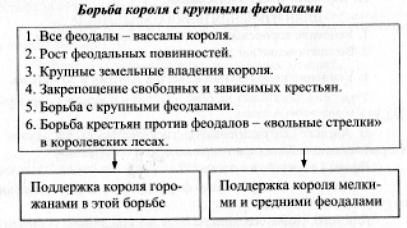 Борьба короля с крупными феодалами
1. Все феодалы – вассалы короля.
2. Рост феодальных повинностей.
3. Крупные земельные владения короля.
4. Закрепощение свободных и зависимых крестьян.
5. Борьба с крупными феодалами.
6. Борьба крестьян против феодалов – «вольные стрелки»
в королевских лесах.
Поддержка короля горо-
жанами в этой борьбе
Поддержка короля мелки-
ми и средними феодалами